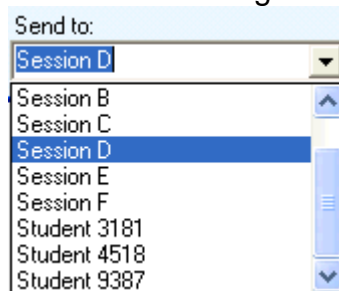 Send to:
Session D
Session B
Session C
Session D
Session E
Session F
Student 3181
Student 4518
Student 9387